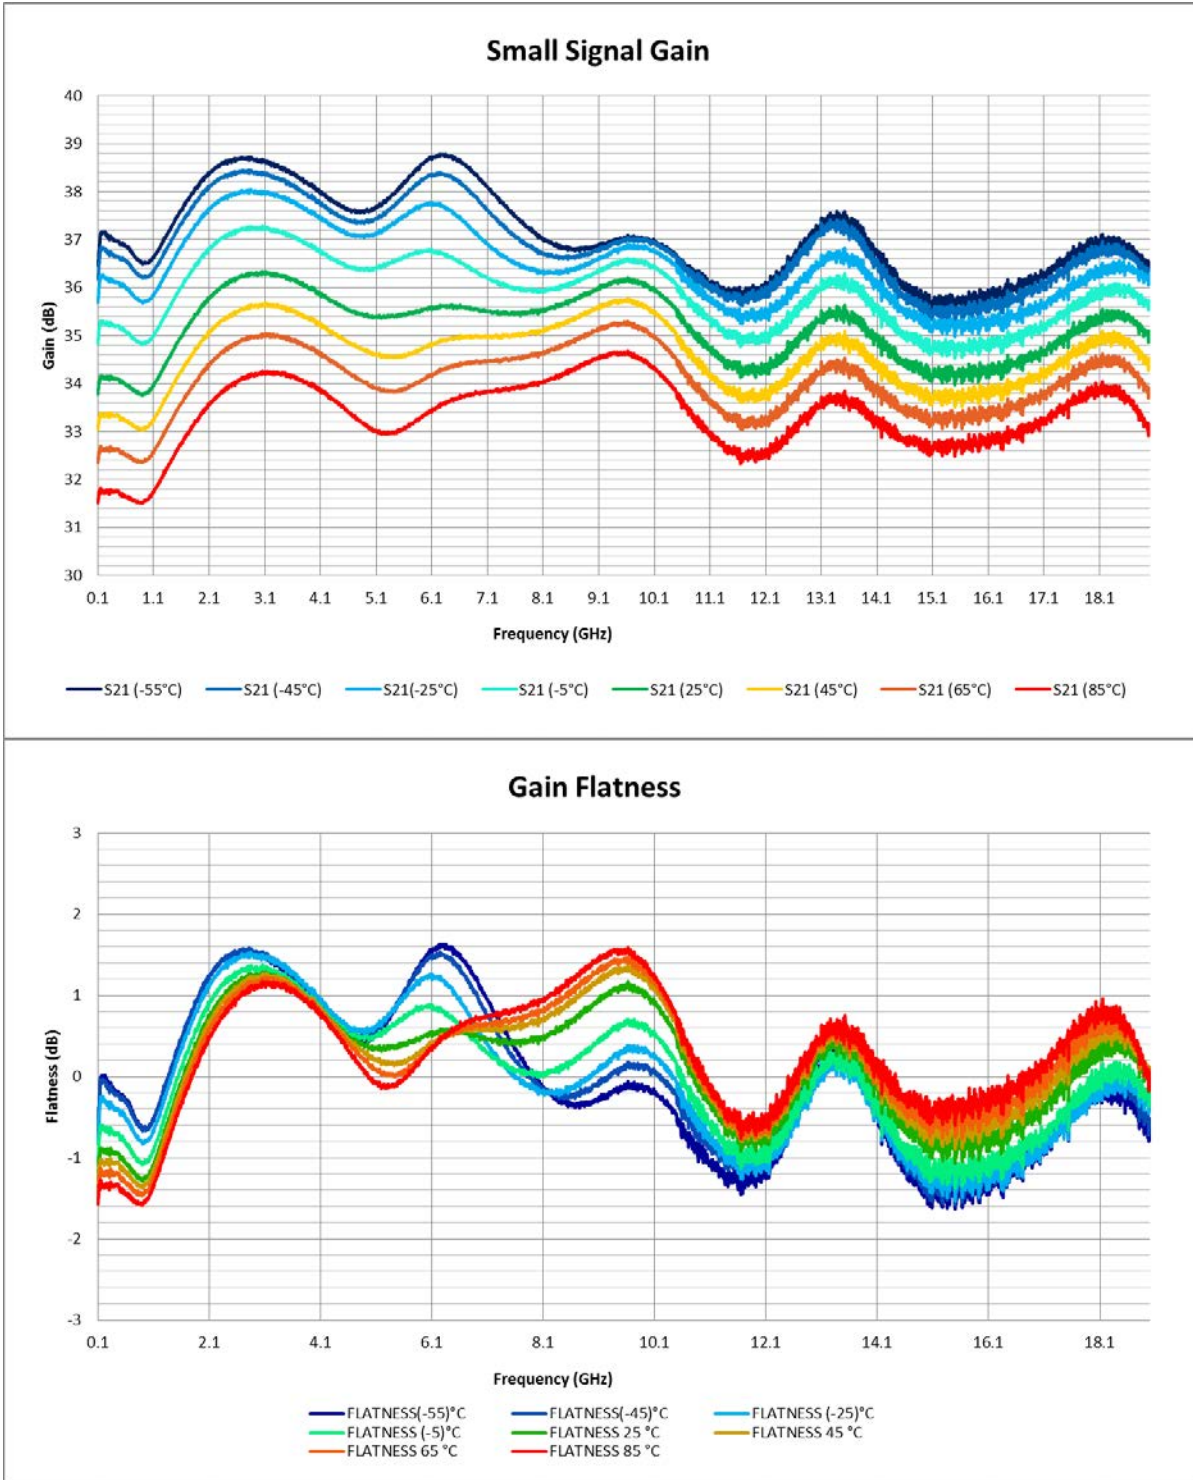 Small Signal Gain
40
39
38
37
36
35
34
33
32
31
30
Gain (dB)
0.1 1.1 2.1 3.1 4.1 5.1 6.1 7.1 8.1 9.1 10.1 11.1 12.1 13.1 14.1 15.1 16.1 17.1 18.1
Frequency (GHz)
S21 (-55°C) S21 (-45°C) S21(-25°C) S21 (-5°C) S21 (25°C) S21 (45°C) S21 (65°C) S21 (85°C)
Gain Flatness
3
2
1
0
-1
-2
-3
Flatness (dB)
0.1 2.1 4.1 6.1 8.1 10.1 12.1 14.1 16.1 18.1
Frequency (GHz)
FLATNESS(-55)°C FLATNESS(-45)°C FLATNESS (-25)°C
FLATNESS (-5)°C FLATNESS 25 °C FLATNESS 45 °C
FLATNESS 65 °C FLATNESS 85 °C